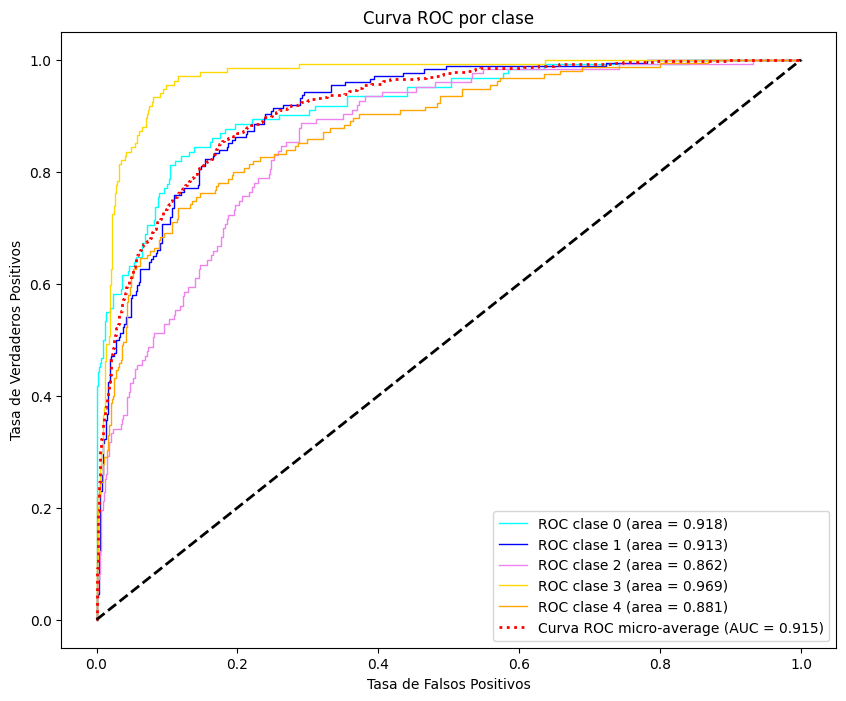 Curva ROC por clase
Tasa de Verdaderos Positivos
1.0
0.8
0.6
0.4
0.2
0.0
0.0 0.2 0.4 0.6 0.8 1.0
Tasa de Falsos Positivos
ROC clase 0 (area = 0.918)
ROC clase 1 (area = 0.913)
ROC clase 2 (area = 0.862)
ROC clase 3 (area = 0.969)
ROC clase 4 (area = 0.881)
Curva ROC micro-average (AUC = 0.915)